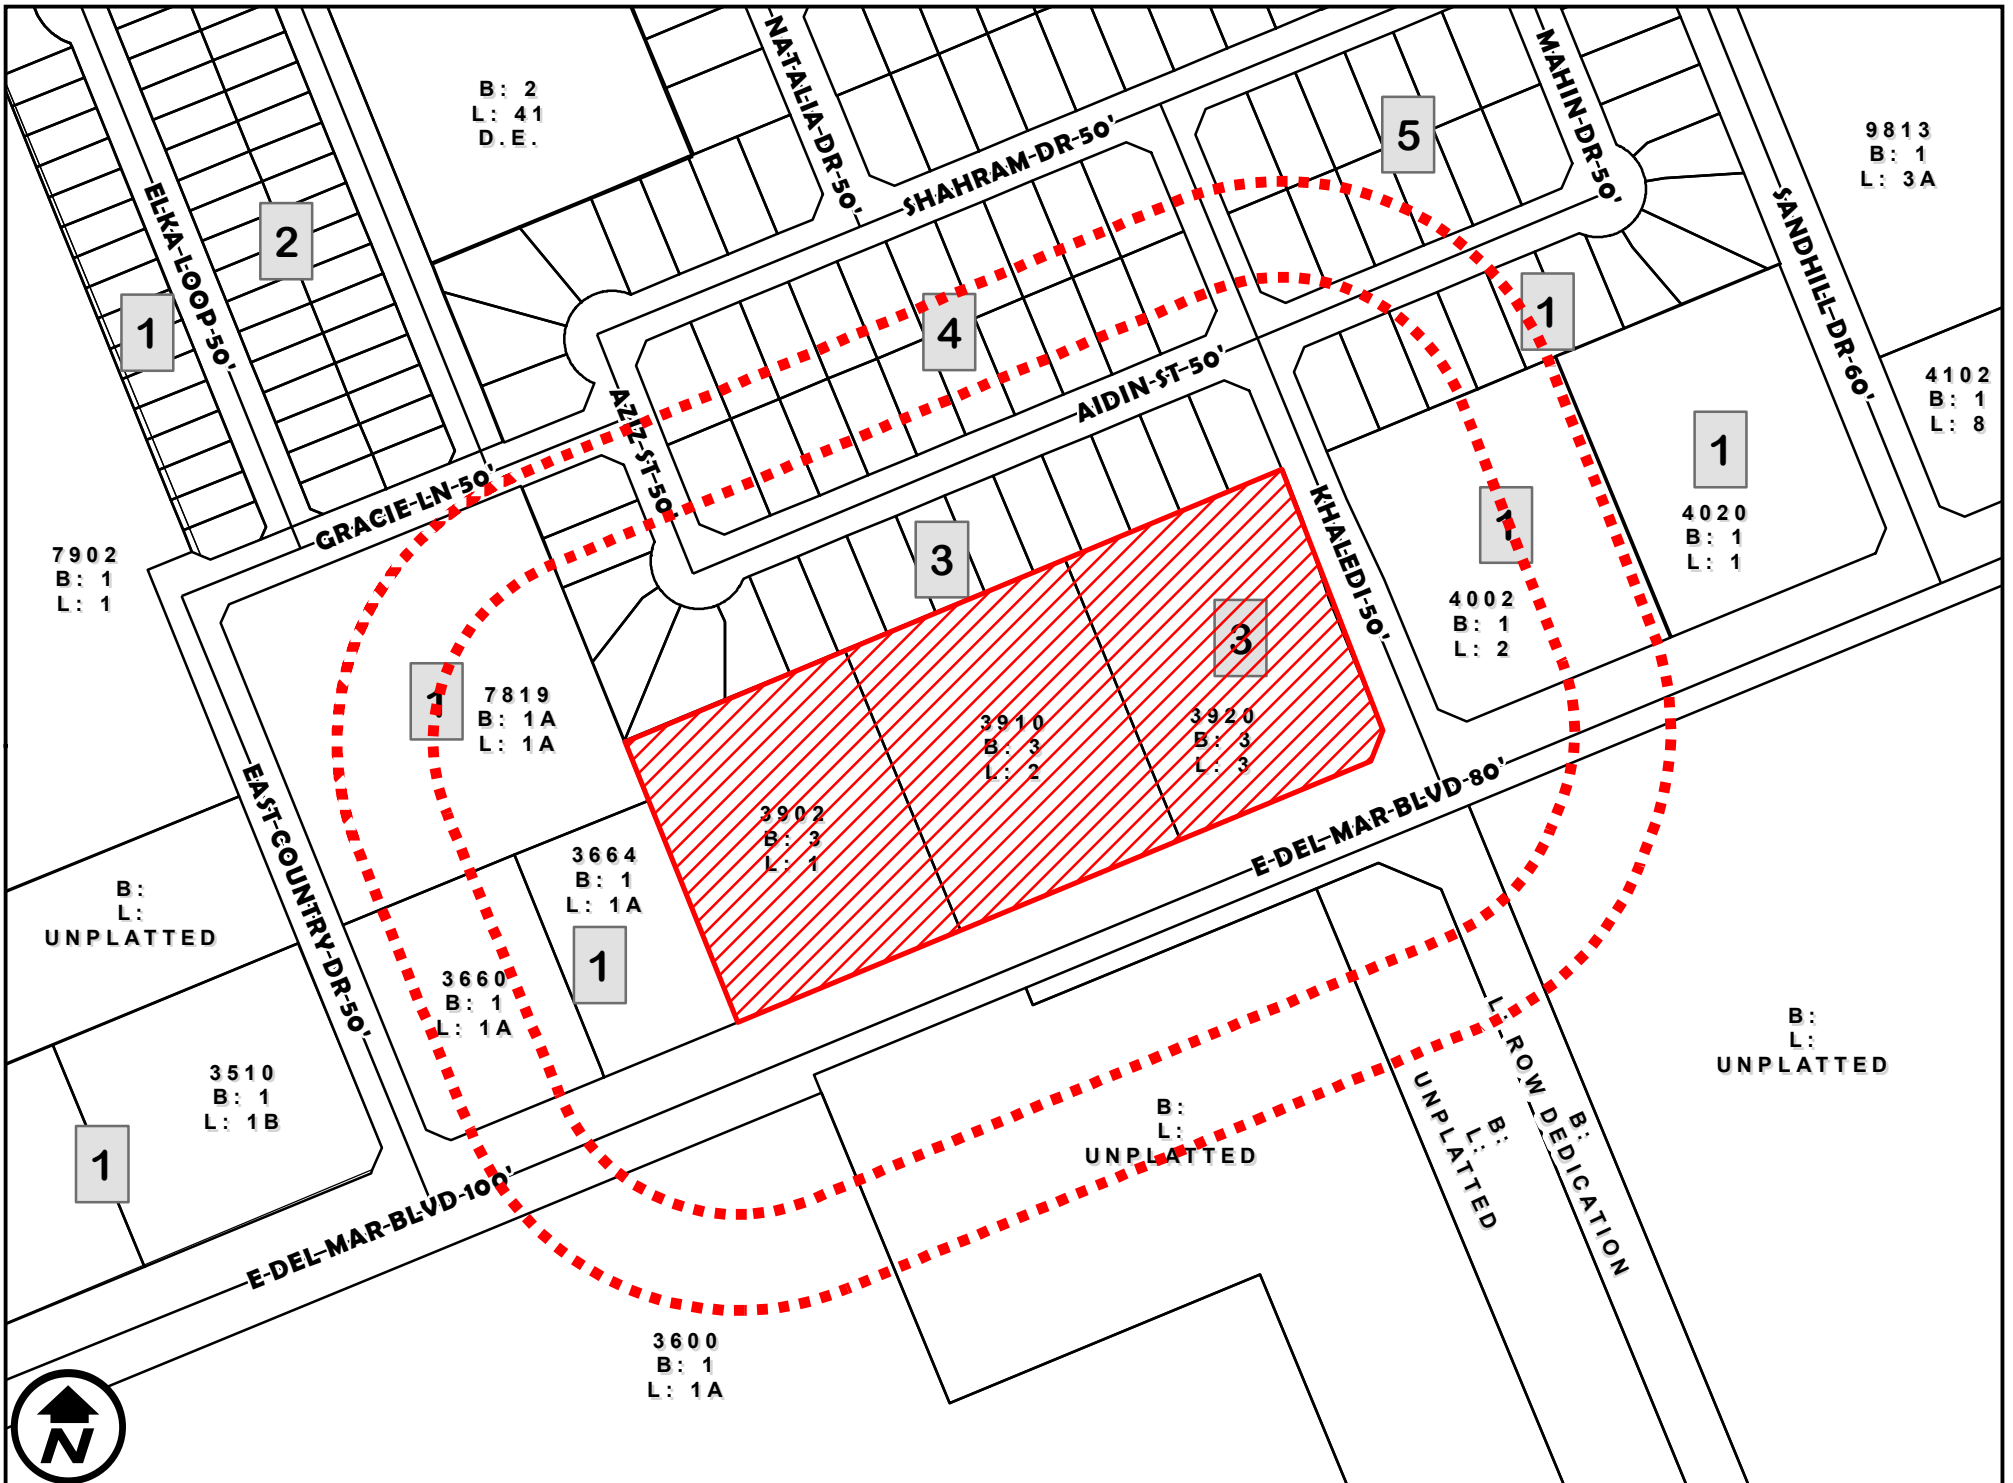 NATALIA-DR-50'
MAHIN-DR-50'
B: 2
L: 41
D.E.
5
9813
B: 1
L: 3A
SHAHRAM-DR-50'
EL-KA-LOOP-50'
2
SANDHILL-DR-60'
1
4
1
AIDIN-ST-50'
4102
B: 1
L: 8
AZIZ-ST-50'
1
GRACIE-LN-50'
KHALEDI-50'
1
4020
B: 1
L: 1
7902
B: 1
L: 1
3
4002
B: 1
L: 2
3
1
7819
B: 1A
L: 1A
3910
B: 3
L: 2
3920
B: 3
L: 3
EAST-COUNTRY-DR-50'
E-DEL-MAR-BLVD-80'
3902
B: 3
L: 1
3664
B: 1
L: 1A
B:
L:
UNPLATTED
1
3660
B: 1
L: 1A
B:
L:
UNPLATTED
3510
B: 1
L: 1B
B:
L:
UNPLATTED
B:
L:
UNPLATTED
B:
L: ROW DEDICATION
1
E-DEL-MAR-BLVD-100'
3600
B: 1
L: 1A
N